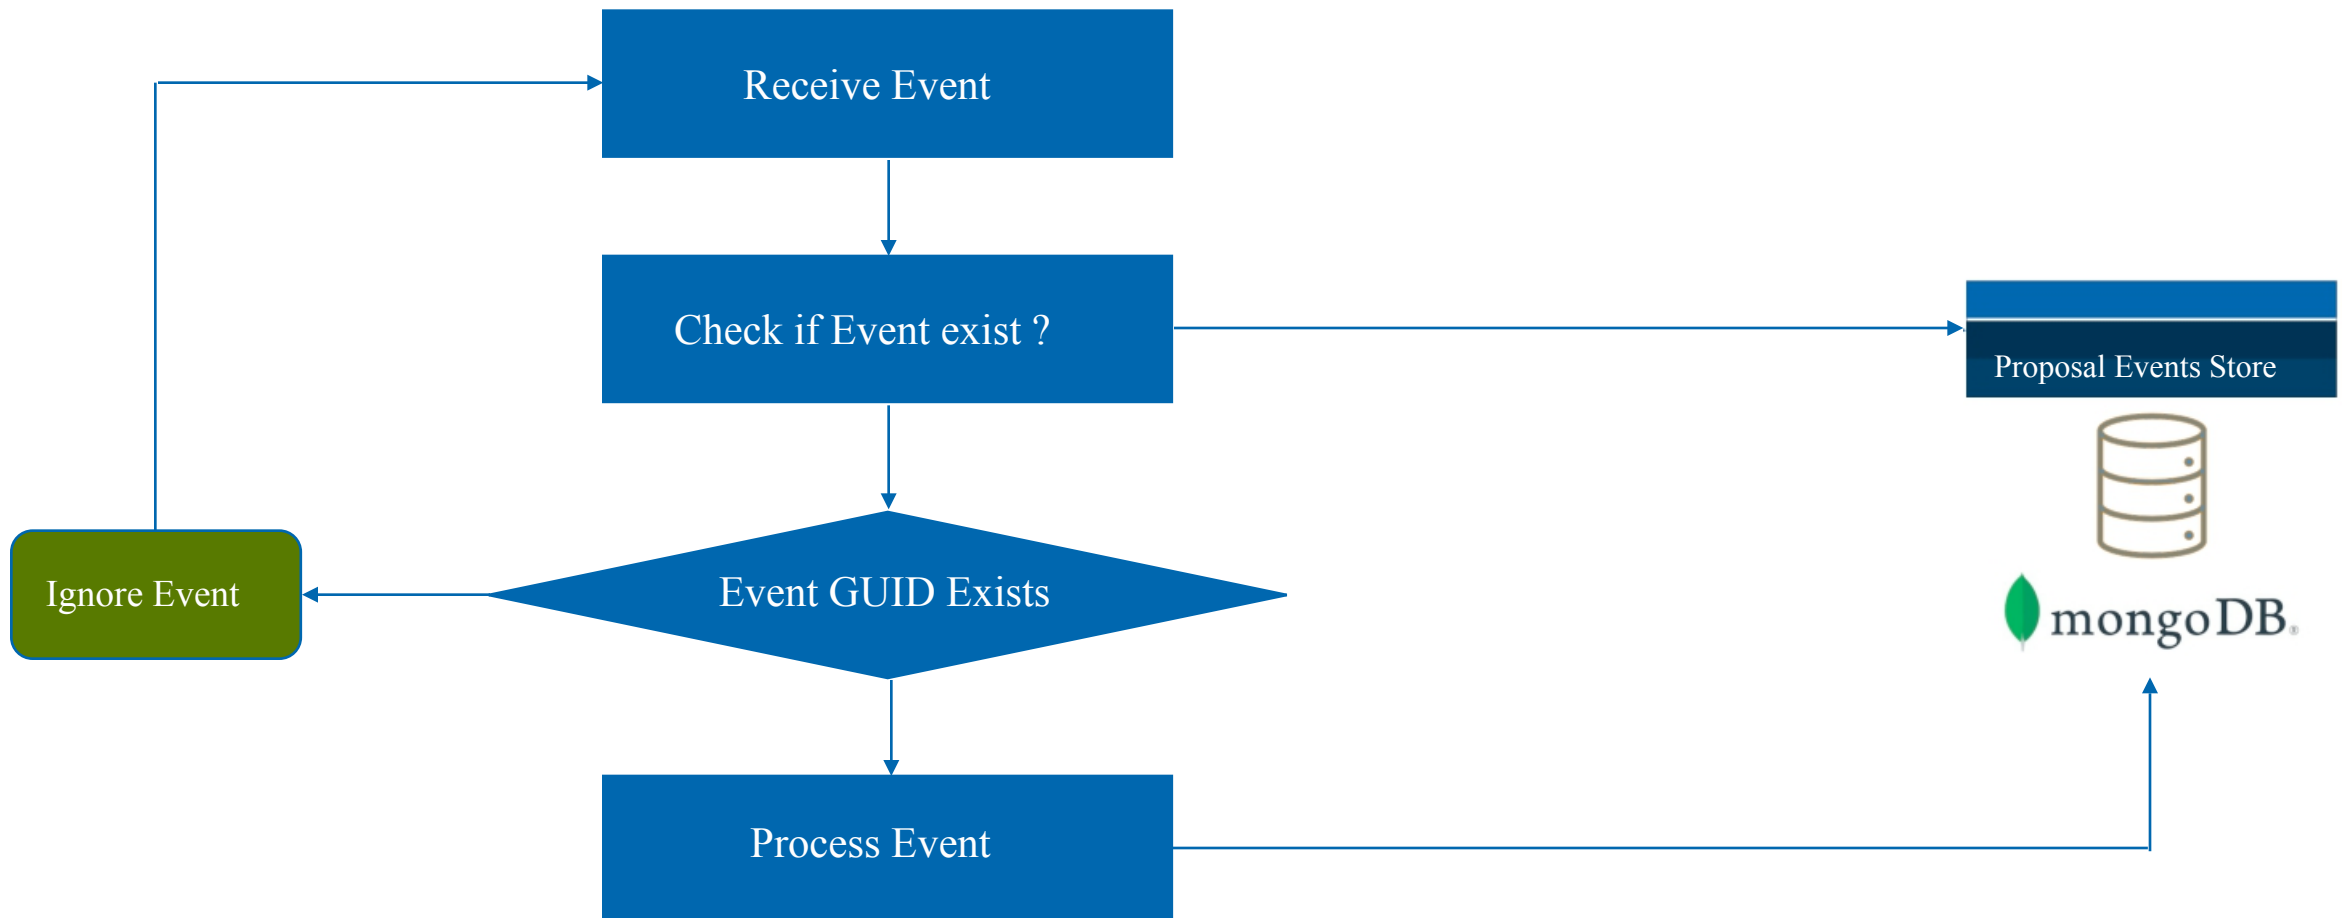 Receive Event
Check if Event exist ?
Proposal Events Store
Event GUID Exists
Ignore Event
mongoDB®
Process Event